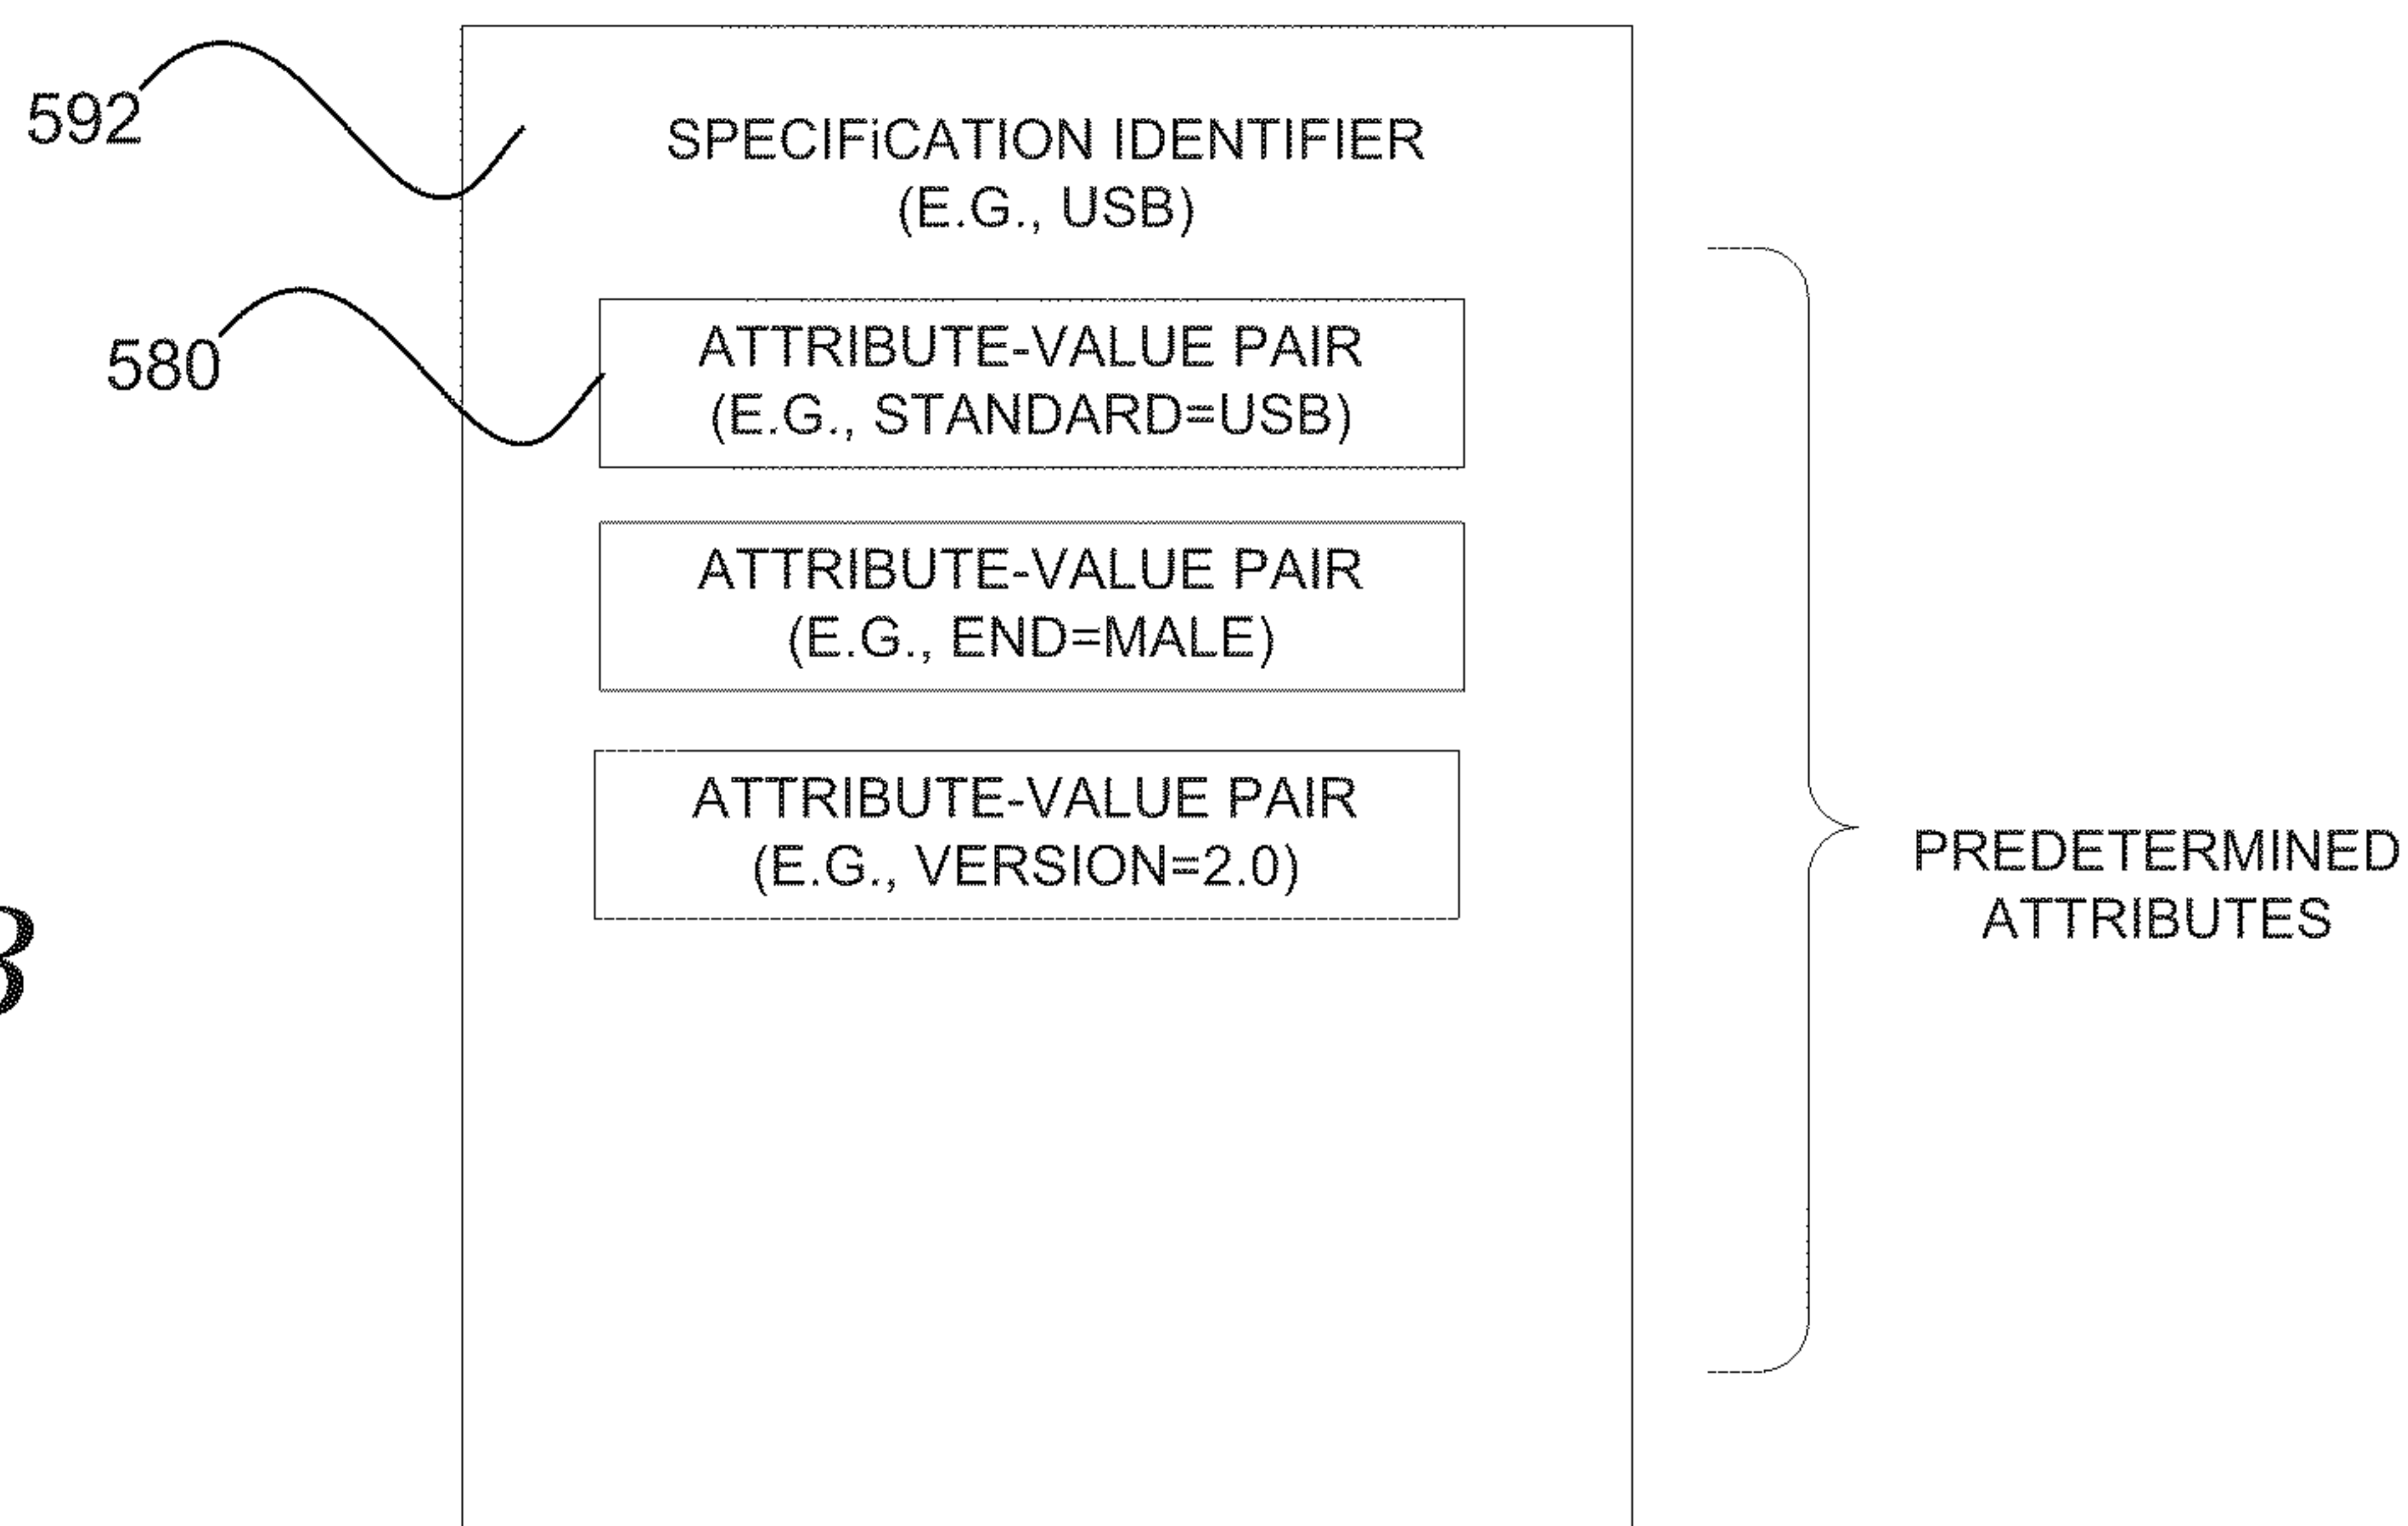 592
SPECIFiCATION IDENTIFIER
(E.G., USB)
580
ATTRIBUTE-VALUE PAIR
(E.G., STANDARD=USB)
ATTRIBUTE-VALUE PAIR
(E.G., END=MALE)
ATTRIBUTE-VALUE PAIR
(E.G., VERSION=2.0)
PREDETERMINED
ATTRIBUTES